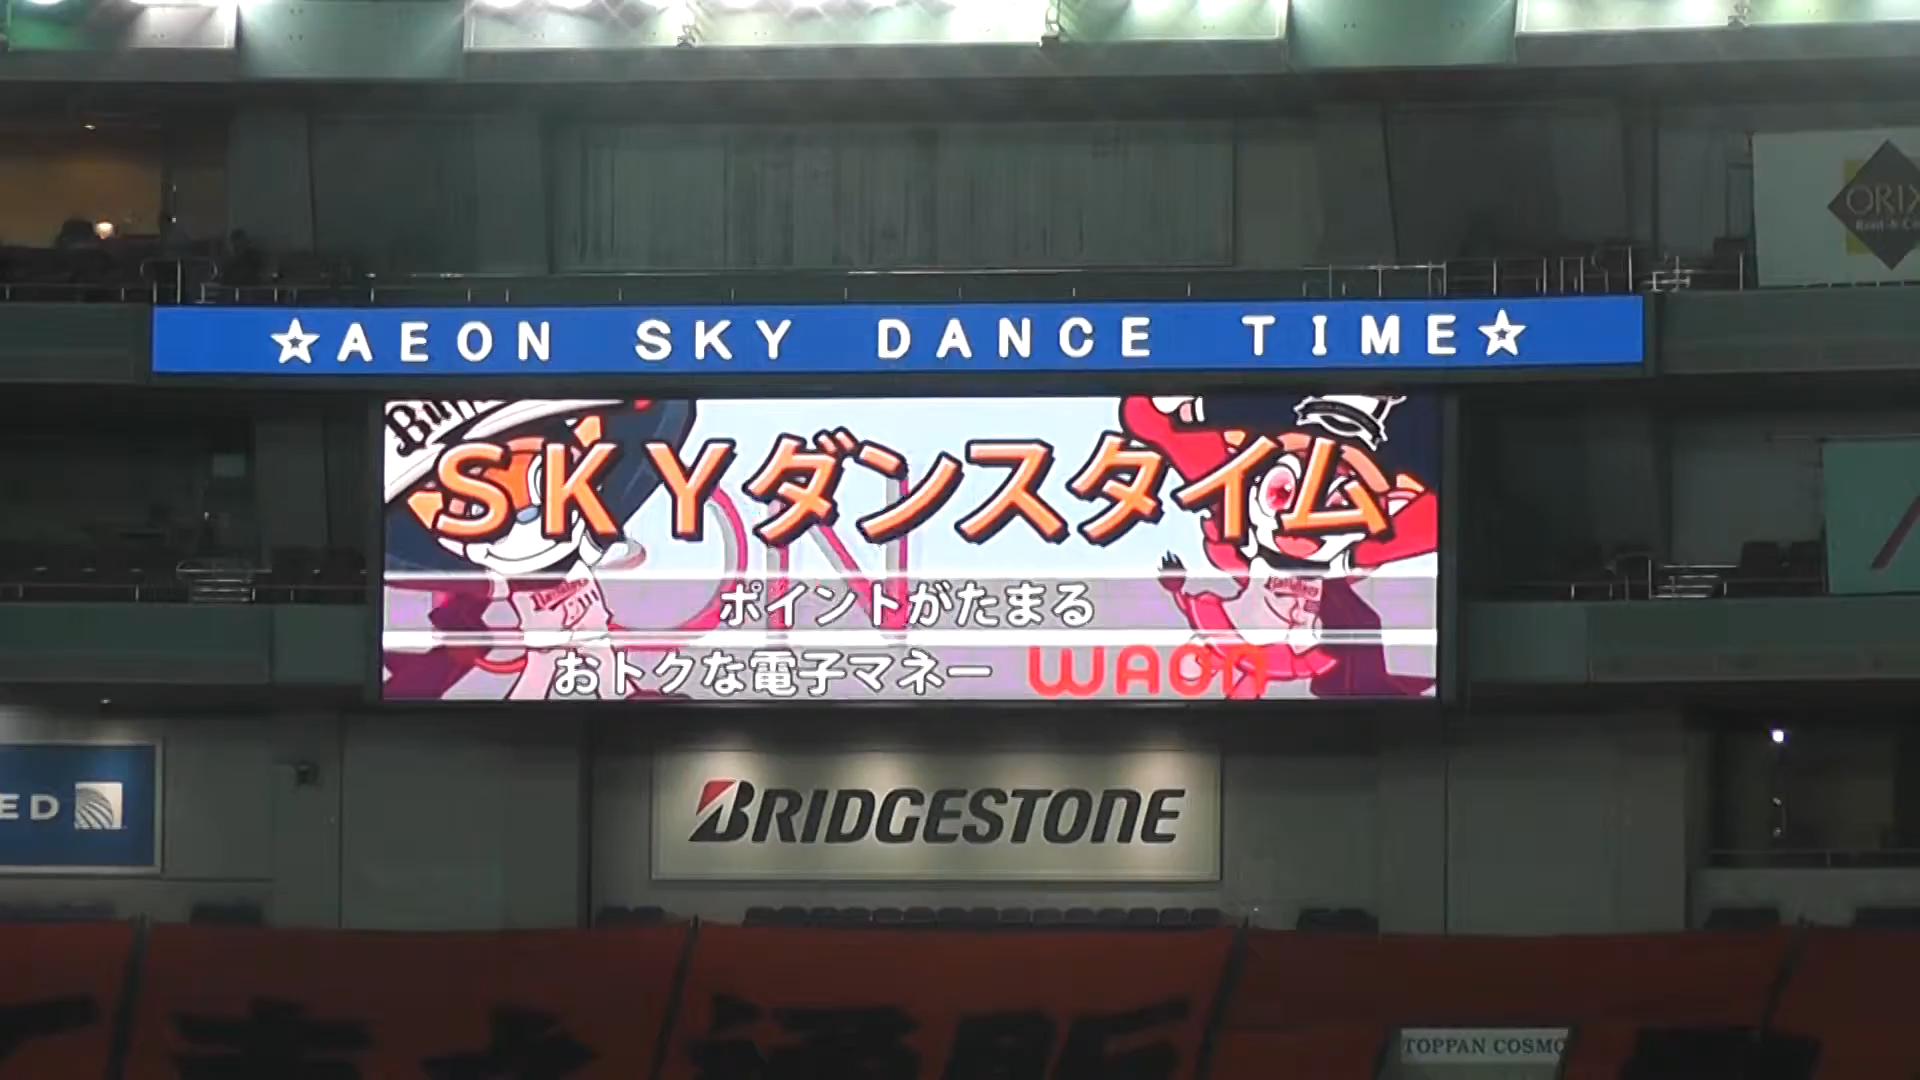 ORIX
☆AEON SKY DANCE TIME☆
SKYダンスタイム
ポイントがたまる
おトクな電子マネー WAON
BRIDGESTONE
TOPPAN COSMO